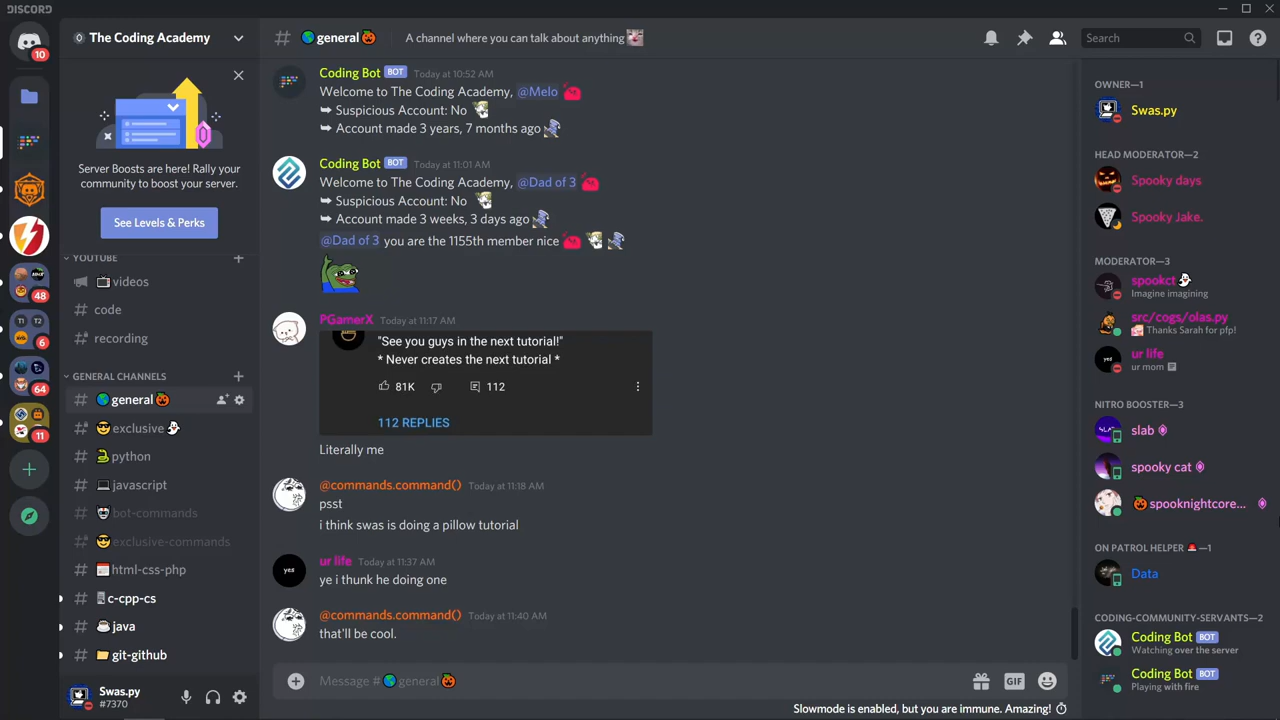 DISCORD
10
48
6
64
11
The Coding Academy
Server Boosts are here! Rally your
community to boost your server.
See Levels & Perks
YOUTUBE
videos
code
recording
GENERAL CHANNELS
general
exclusive
python
javascript
bot-commands
exclusive-commands
html-css-php
c-cpp-cs
java
git-github
Swas.py
#7370
# general
A channel where you can talk about anything
Search
Coding Bot BOT Today at 10:52 AM
Welcome to The Coding Academy, @Melo
Suspicious Account: No
Account made 3 years, 7 months ago
Coding Bot BOT Today at 11:01 AM
Welcome to The Coding Academy, @Dad of 3
Suspicious Account: No
Account made 3 weeks, 3 days ago
@Dad of 3 you are the 1155th member nice
PGamerX Today at 11:17 AM
"See you guys in the next tutorial!"
* Never creates the next tutorial *
81K 112
112 REPLIES
Literally me
@commands.command() Today at 11:18 AM
psst
i think swas is doing a pillow tutorial
yes
ur life Today at 11:37 AM
ye i thunk he doing one
@commands.command() Today at 11:40 AM
that'll be cool.
Message # general
GIF
Slowmode is enabled, but you are immune. Amazing!
OWNER—1
Swas.py
HEAD MODERATOR—2
Spooky days
Spooky Jake.
MODERATOR—3
spookct
Imagine imagining
src/cogs/olas.py
Thanks Sarah for pfp!
yes
ur life
ur mom
NITRO BOOSTER—3
slab
spooky cat
spooknightcore...
ON PATROL HELPER —1
Data
CODING-COMMUNITY-SERVANTS—2
Coding Bot BOT
Watching over the server
Coding Bot BOT
Playing with fire